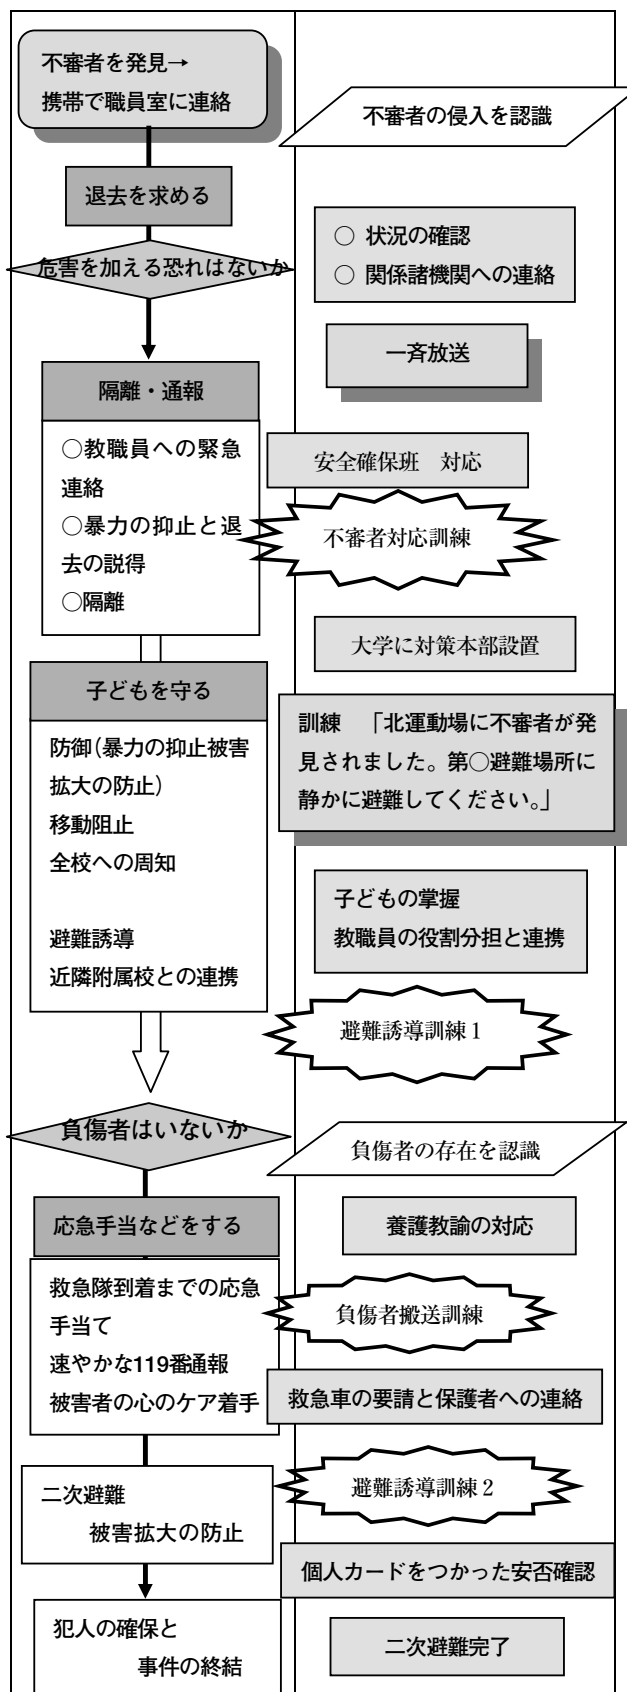 不審者を発見→
携帯で職員室に連絡
不審者の侵入を認識
退去を求める
危害を加える恐れはないか
○ 状況の確認
○ 関係諸機関への連絡
一斉放送
隔離・通報
○教職員への緊急
連絡
○暴力の抑止と退
去の説得
○隔離
安全確保班　対応
不審者対応訓練
大学に対策本部設置
子どもを守る
防御(暴力の抑止被害
拡大の防止)
移動阻止
全校への周知
避難誘導
近隣附属校との連携
訓練　「北運動場に不審者が発
見されました。第○避難場所に
静かに避難してください。」
子どもの掌握
教職員の役割分担と連携
避難誘導訓練1
負傷者はいないか
負傷者の存在を認識
応急手当などをする
救急隊到着までの応急
手当て
速やかな119番通報
被害者の心のケア着手
養護教諭の対応
負傷者搬送訓練
救急車の要請と保護者への連絡
二次避難
被害拡大の防止
避難誘導訓練2
個人カードをつかった安否確認
犯人の確保と
事件の終結
二次避難完了